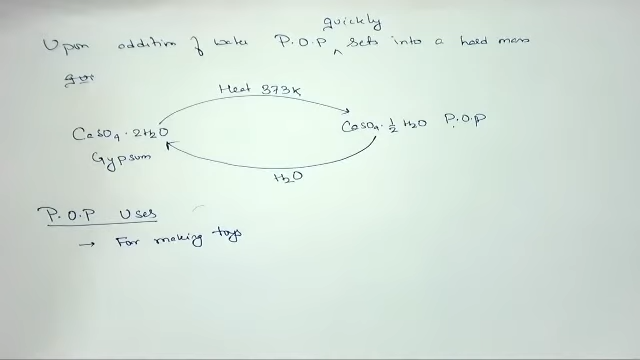 quickly
Upon addition of water P.O.P ^ sets into a hard mass
Heat 373K
CaSO4 · 2H2O
CaSO4 · 1/2 H2O P.O.P
Gypsum
H2O
P.O.P Uses
→ For making toys